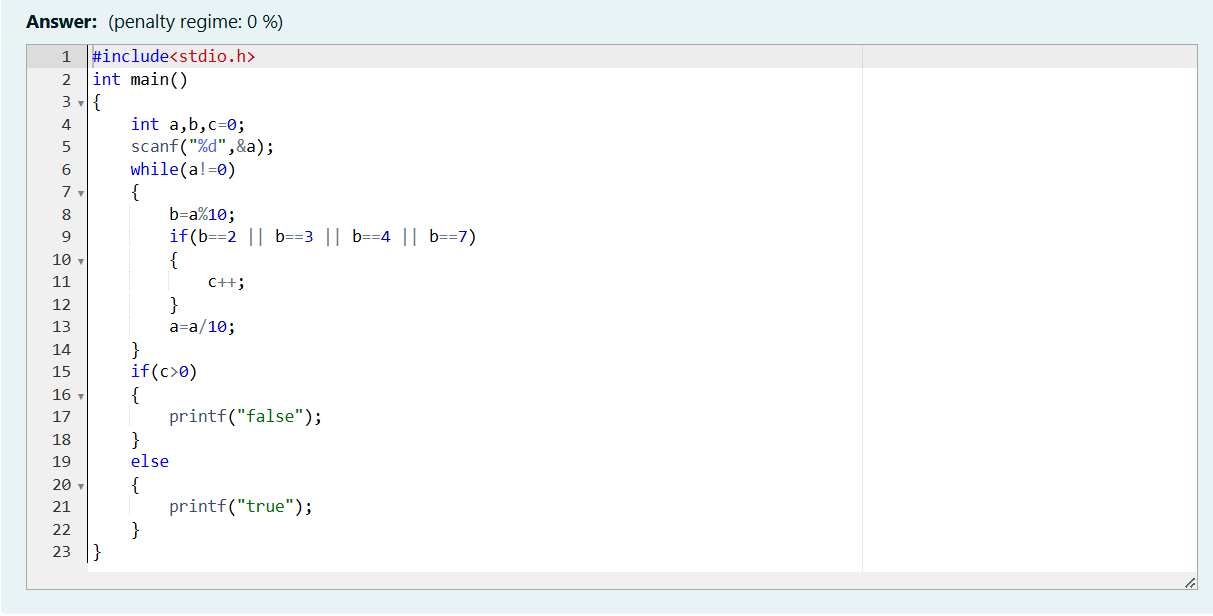 Answer: (penalty regime: 0 %)
1 #include<stdio.h>
2 int main()
3 {
4     int a,b,c=0;
5     scanf("%d",&a);
6     while(a!=0)
7     {
8         b=a%10;
9         if(b==2 || b==3 || b==4 || b==7)
10         {
11             c++;
12         }
13         a=a/10;
14     }
15     if(c>0)
16     {
17         printf("false");
18     }
19     else
20     {
21         printf("true");
22     }
23 }